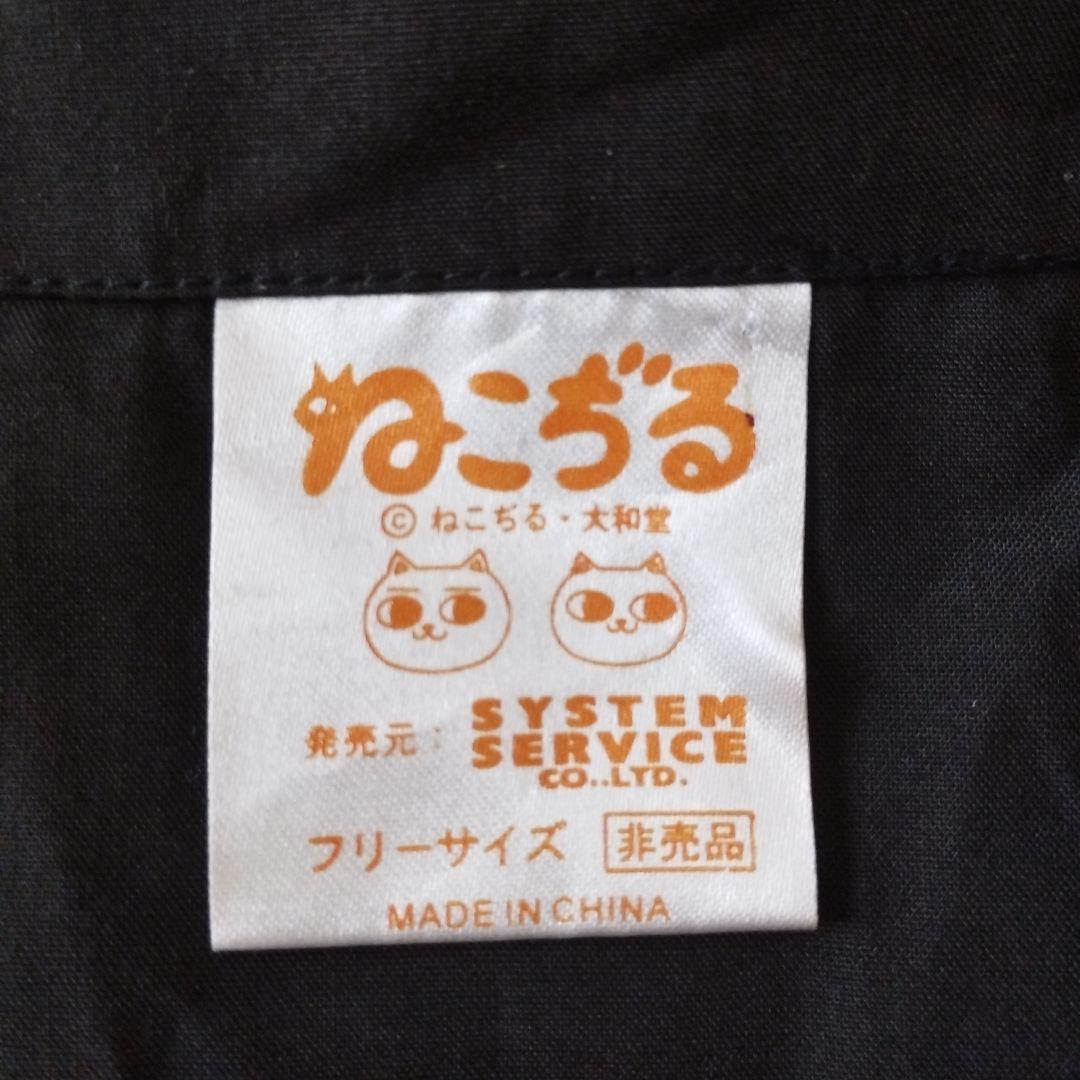 ねこぢる
© ねこぢる・大和堂
発売元：SYSTEM SERVICE CO.,LTD.
フリーサイズ 非売品
MADE IN CHINA